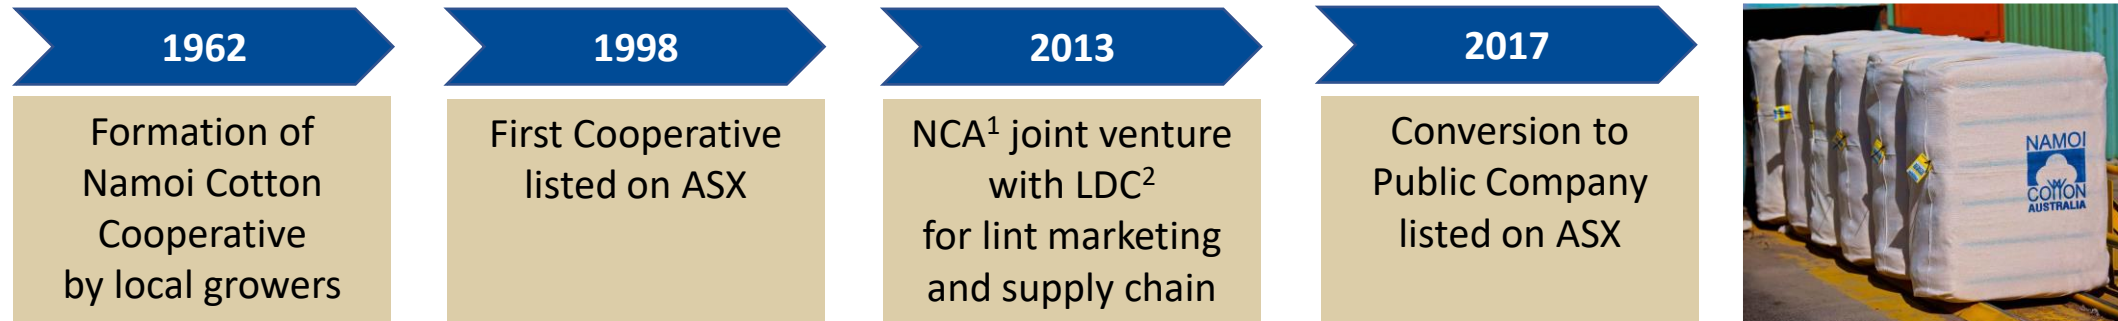 1962
Formation of
Namoi Cotton
Cooperative
by local growers
1998
First Cooperative
listed on ASX
2013
NCA¹ joint venture
with LDC²
for lint marketing
and supply chain
2017
Conversion to
Public Company
listed on ASX
NAMOI
COTTON
AUSTRALIA